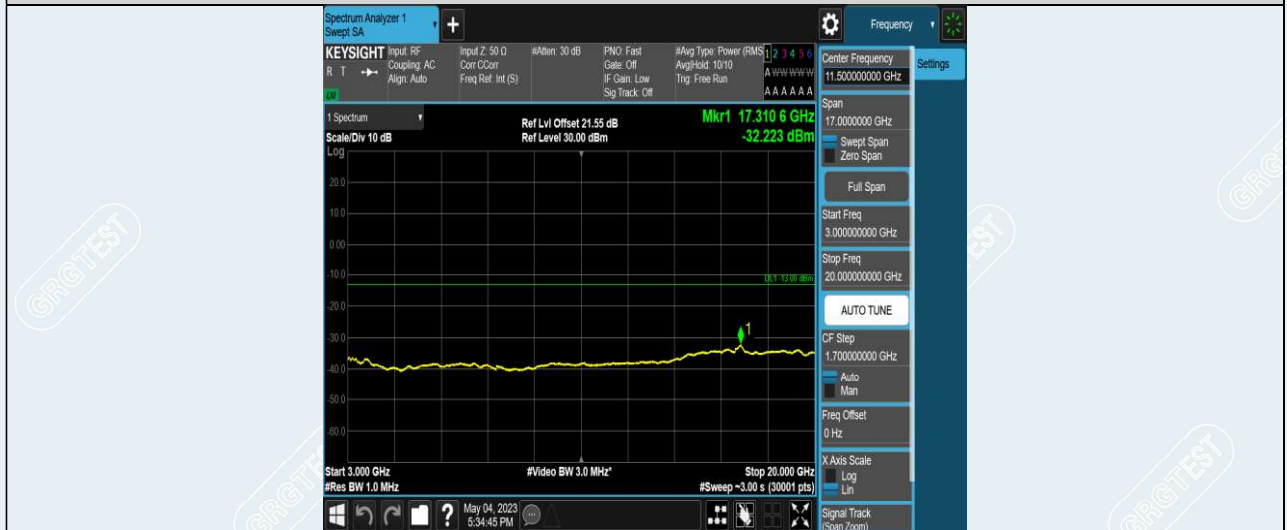 Spectrum Analyzer 1
Swept SA
+
Frequency
KEYSIGHT
R T
LXI
Input: RF
Coupling: AC
Align: Auto
Input Z: 50 Ω
Corr CCorr
Freq Ref: Int (S)
#Atten: 30 dB
PNO: Fast
Gate: Off
IF Gain: Low
Sig Track: Off
#Avg Type: Power (RMS
Avg|Hold: 10/10
Trig: Free Run
1 2 3 4 5 6
A W W W W W
A A A A A A
Center Frequency
11.500000000 GHz
Settings
Span
17.0000000 GHz
Swept Span
Zero Span
Full Span
Start Freq
3.000000000 GHz
Stop Freq
20.000000000 GHz
AUTO TUNE
CF Step
1.700000000 GHz
Auto
Man
Freq Offset
0 Hz
X Axis Scale
Log
Lin
Signal Track
(Span Zoom)
1 Spectrum
Scale/Div 10 dB
Log
Ref Lvl Offset 21.55 dB
Ref Level 30.00 dBm
Mkr1 17.310 6 GHz
-32.223 dBm
20.0
10.0
0.00
-10.0
DL1 -13.00 dBm
-20.0
1
-30.0
-40.0
-50.0
-60.0
Start 3.000 GHz
#Video BW 3.0 MHz*
Stop 20.000 GHz
#Res BW 1.0 MHz
#Sweep ~3.00 s (30001 pts)
?
May 04, 2023
5:34:45 PM
GRGTEST
GRGTEST
GRGTEST